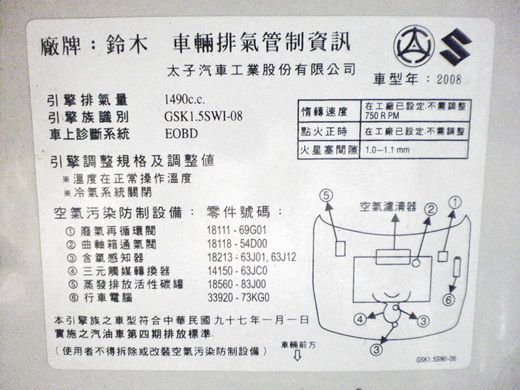 廠牌：鈴木 車輛排氣管制資訊
太子汽車工業股份有限公司
車型年：2008
引擎排氣量 1490c.c.
引擎族識別 GSK1.5SWI-08
車上診斷系統 EOBD
惰轉速度 在工廠已設定.不需調整
750 RPM
點火正時 在工廠已設定.不需調整
火星塞間隙 1.0~1.1 mm
引擎調整規格及調整值
※溫度在正常操作溫度
※冷氣系統關閉
空氣污染防制設備：零件號碼：
① 廢氣再循環閥 18111 - 69G01
② 曲軸箱通氣閥 18118 - 54D00
③ 含氧感知器 18213 - 63J01, 63J12
④ 三元觸媒轉換器 14150 - 63JC0
⑤ 蒸發排放活性碳罐 18560 - 83J00
⑥ 行車電腦 33920 - 73KG0
本引擎族之車型符合中華民國九十七年一月一日
實施之汽油車第四期排放標準.
(使用者不得拆除或改裝空氣污染防制設備)
空氣濾清器
⑤
②
①
⑥
④
③
③
車輛前方
GSK1.5SWI-08